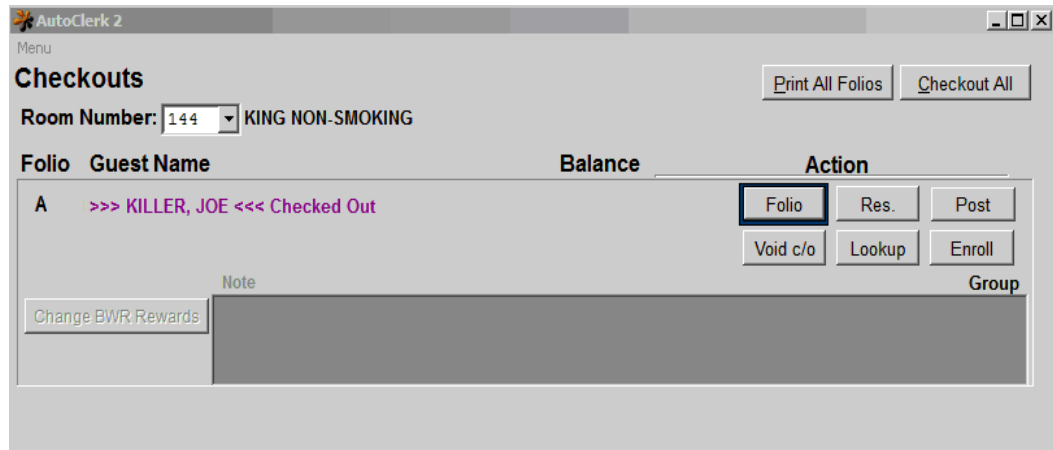 AutoClerk 2
Menu
Checkouts
Print All Folios Checkout All
Room Number: 144 KING NON-SMOKING
Folio Guest Name Balance Action
A >>> KILLER, JOE <<< Checked Out Folio Res. Post
Void c/o Lookup Enroll
Note Group
Change BWR Rewards